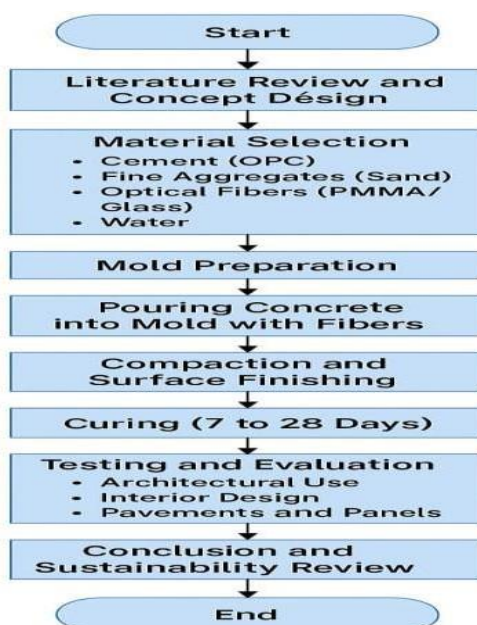 Start
Literature Review and
Concept Désign
Material Selection
• Cement (OPC)
• Fine Aggregates (Sand)
• Optical Fibers (PMMA/
Glass)
• Water
Mold Preparation
Pouring Concrete
into Mold with Fibers
Compaction and
Surface Finishing
Curing (7 to 28 Days)
Testing and Evaluation
• Architectural Use
• Interior Design
• Pavements and Panels
Conclusion and
Sustainability Review
End